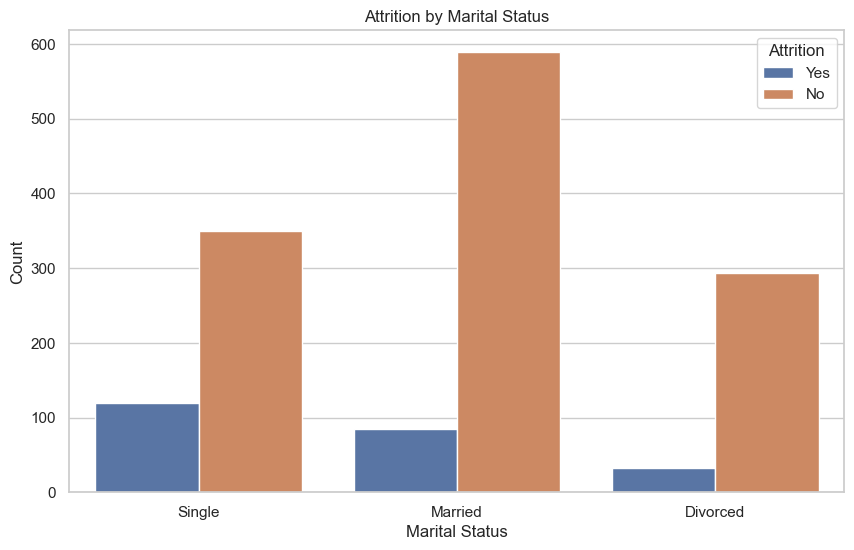 Attrition by Marital Status
Attrition
Yes
No
600
500
400
300
200
100
0
Count
Single Married Divorced
Marital Status